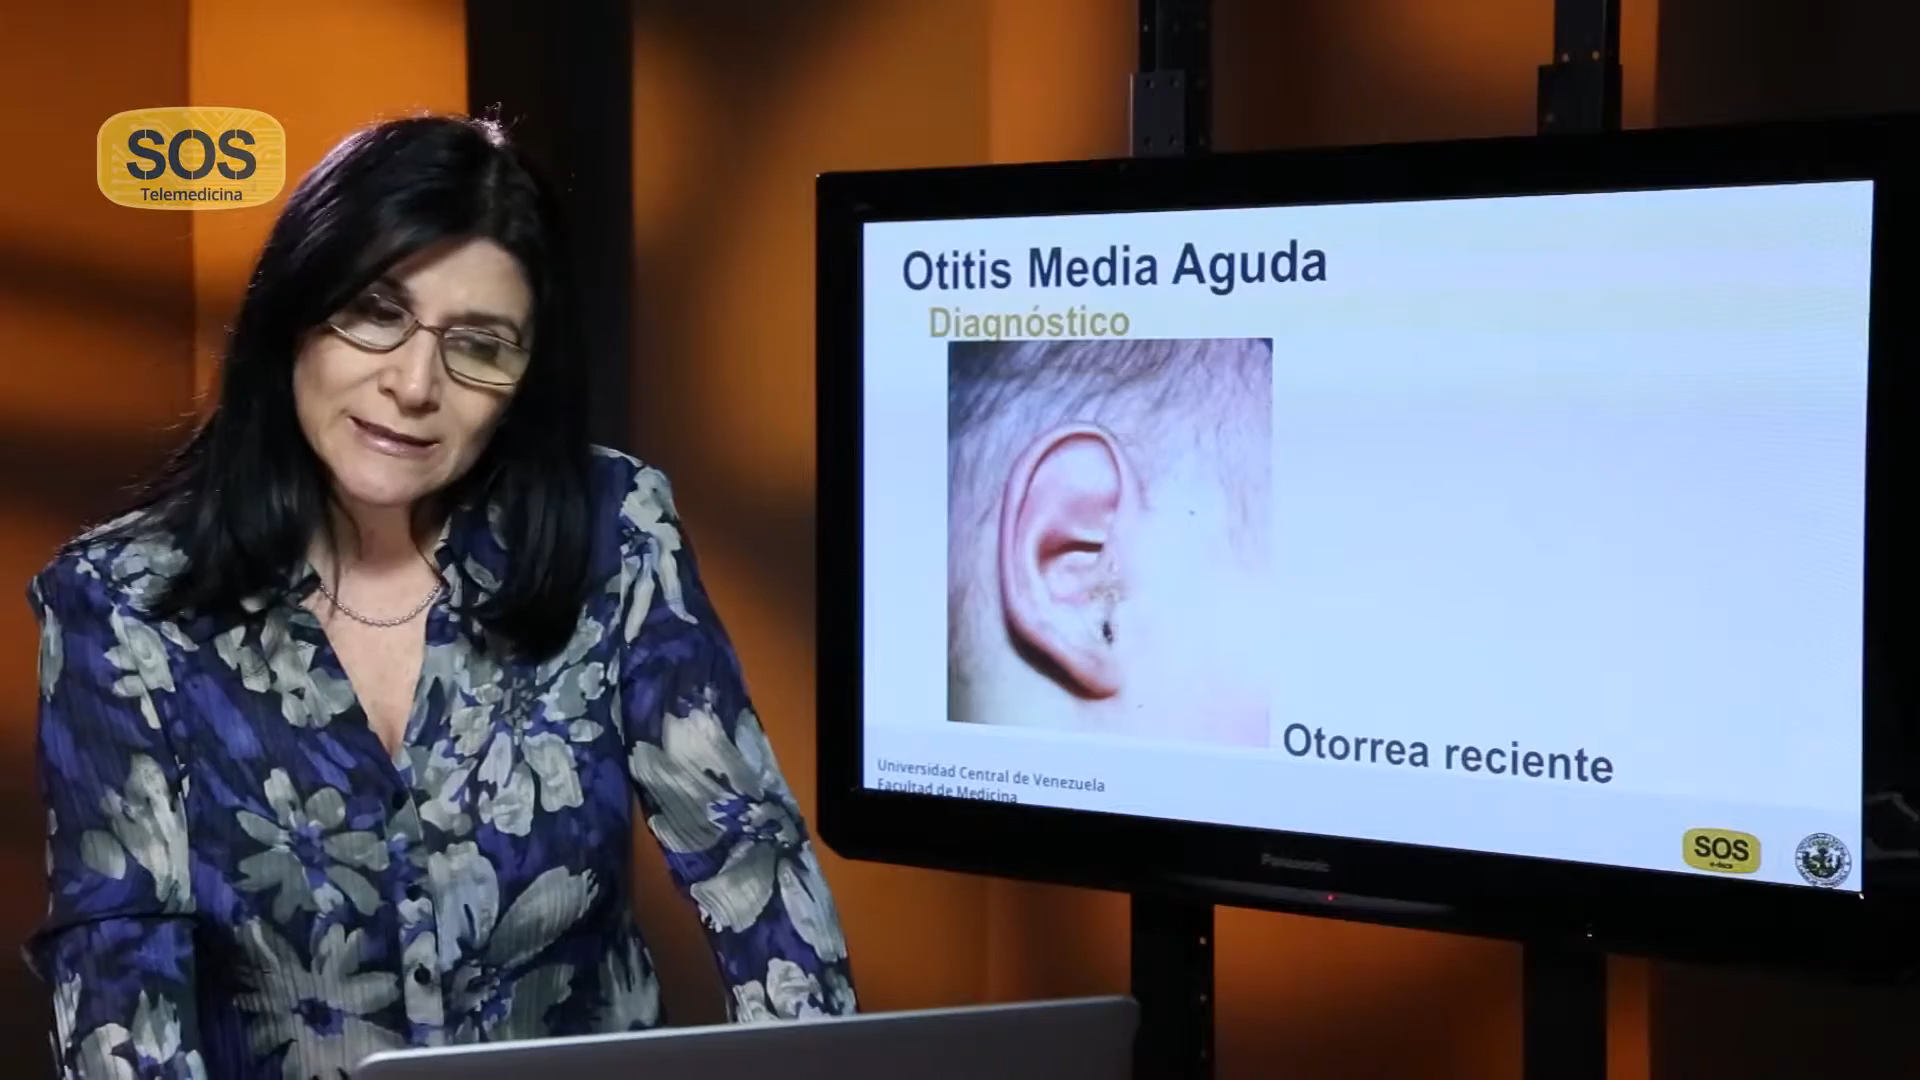 SOS
Telemedicina
Otitis Media Aguda
Diagnóstico
Otorrea reciente
Universidad Central de Venezuela
Facultad de Medicina
SOS
Panasonic